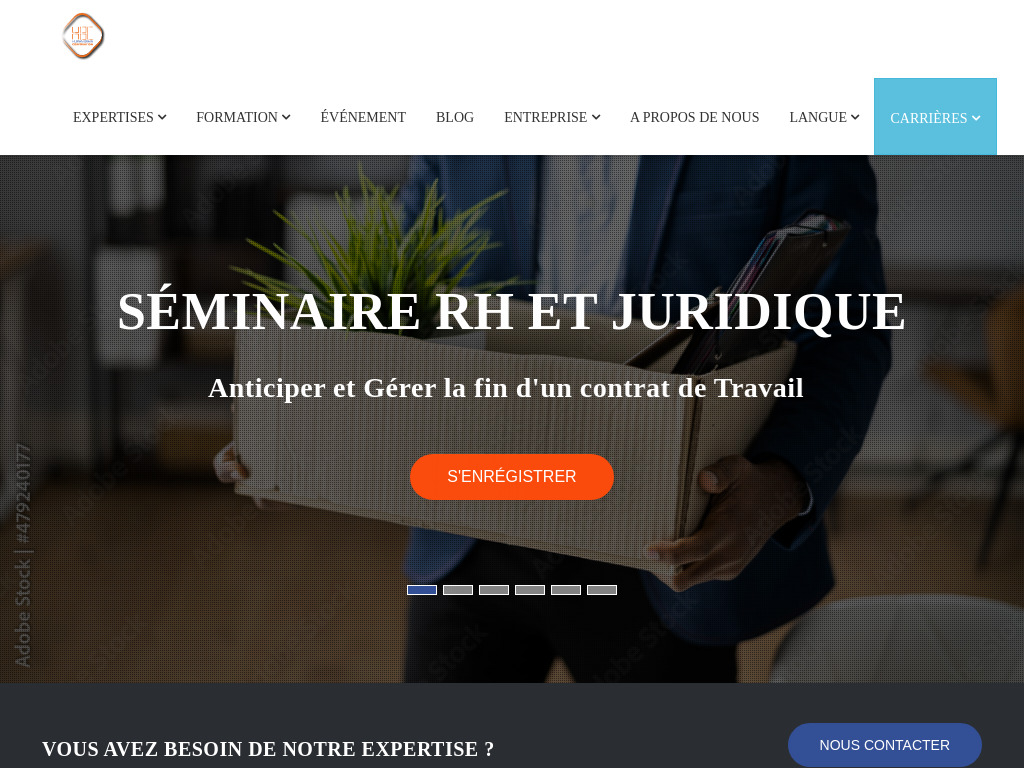 EXPERTISES
FORMATION
ÉVÉNEMENT
BLOG
ENTREPRISE
A PROPOS DE NOUS
LANGUE
CARRIÈRES
SÉMINAIRE RH ET JURIDIQUE
Anticiper et Gérer la fin d'un contrat de Travail
S'ENRÉGISTRER
Adobe Stock | #479240177
VOUS AVEZ BESOIN DE NOTRE EXPERTISE ?
NOUS CONTACTER